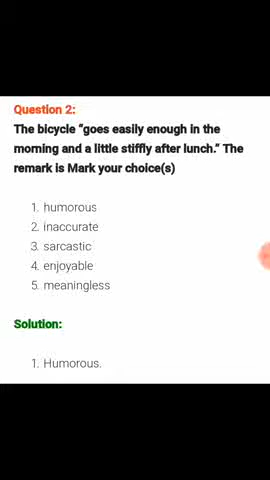 Question 2:
The bicycle “goes easily enough in the
morning and a little stiffly after lunch.” The
remark is Mark your choice(s)
1. humorous
2. inaccurate
3. sarcastic
4. enjoyable
5. meaningless
Solution:
1. Humorous.